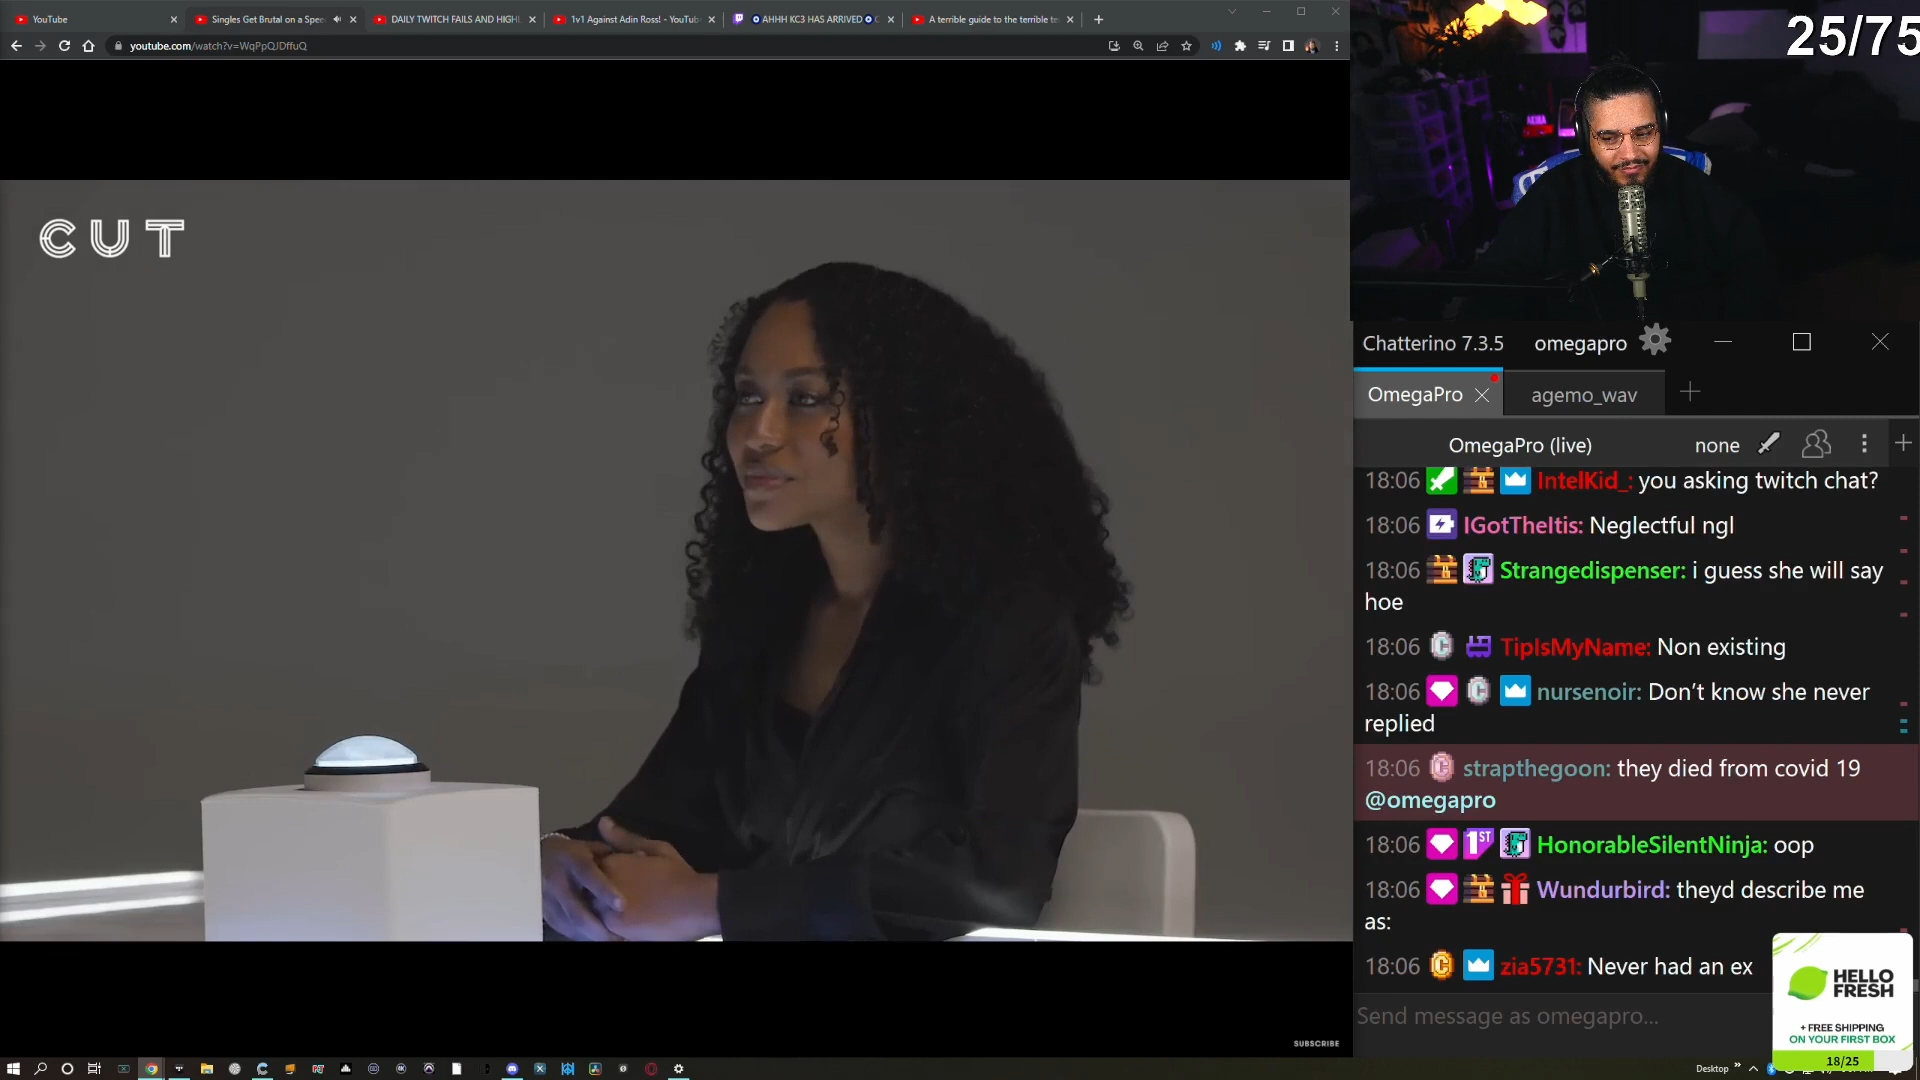 YouTube
Singles Get Brutal on a Spee
DAILY TWITCH FAILS AND HIGHL
1v1 Against Adin Ross! - YouTub
AHHH KC3 HAS ARRIVED
A terrible guide to the terrible te
youtube.com/watch?v=WqPpQJDffuQ
25/75
CUT
SUBSCRIBE
Chatterino 7.3.5 omegapro
OmegaPro
agemo_wav
OmegaPro (live)
none
18:06 IntelKid_: you asking twitch chat?
18:06 IGotTheItis: Neglectful ngl
18:06 Strangedispenser: i guess she will say
hoe
18:06 TipIsMyName: Non existing
18:06 nursenoir: Don’t know she never
replied
18:06 strapthegoon: they died from covid 19
@omegapro
18:06 1ST HonorableSilentNinja: oop
18:06 Wundurbird: theyd describe me
as:
18:06 zia5731: Never had an ex
Send message as omegapro...
HELLO
FRESH
+ FREE SHIPPING
ON YOUR FIRST BOX
18/25
Desktop